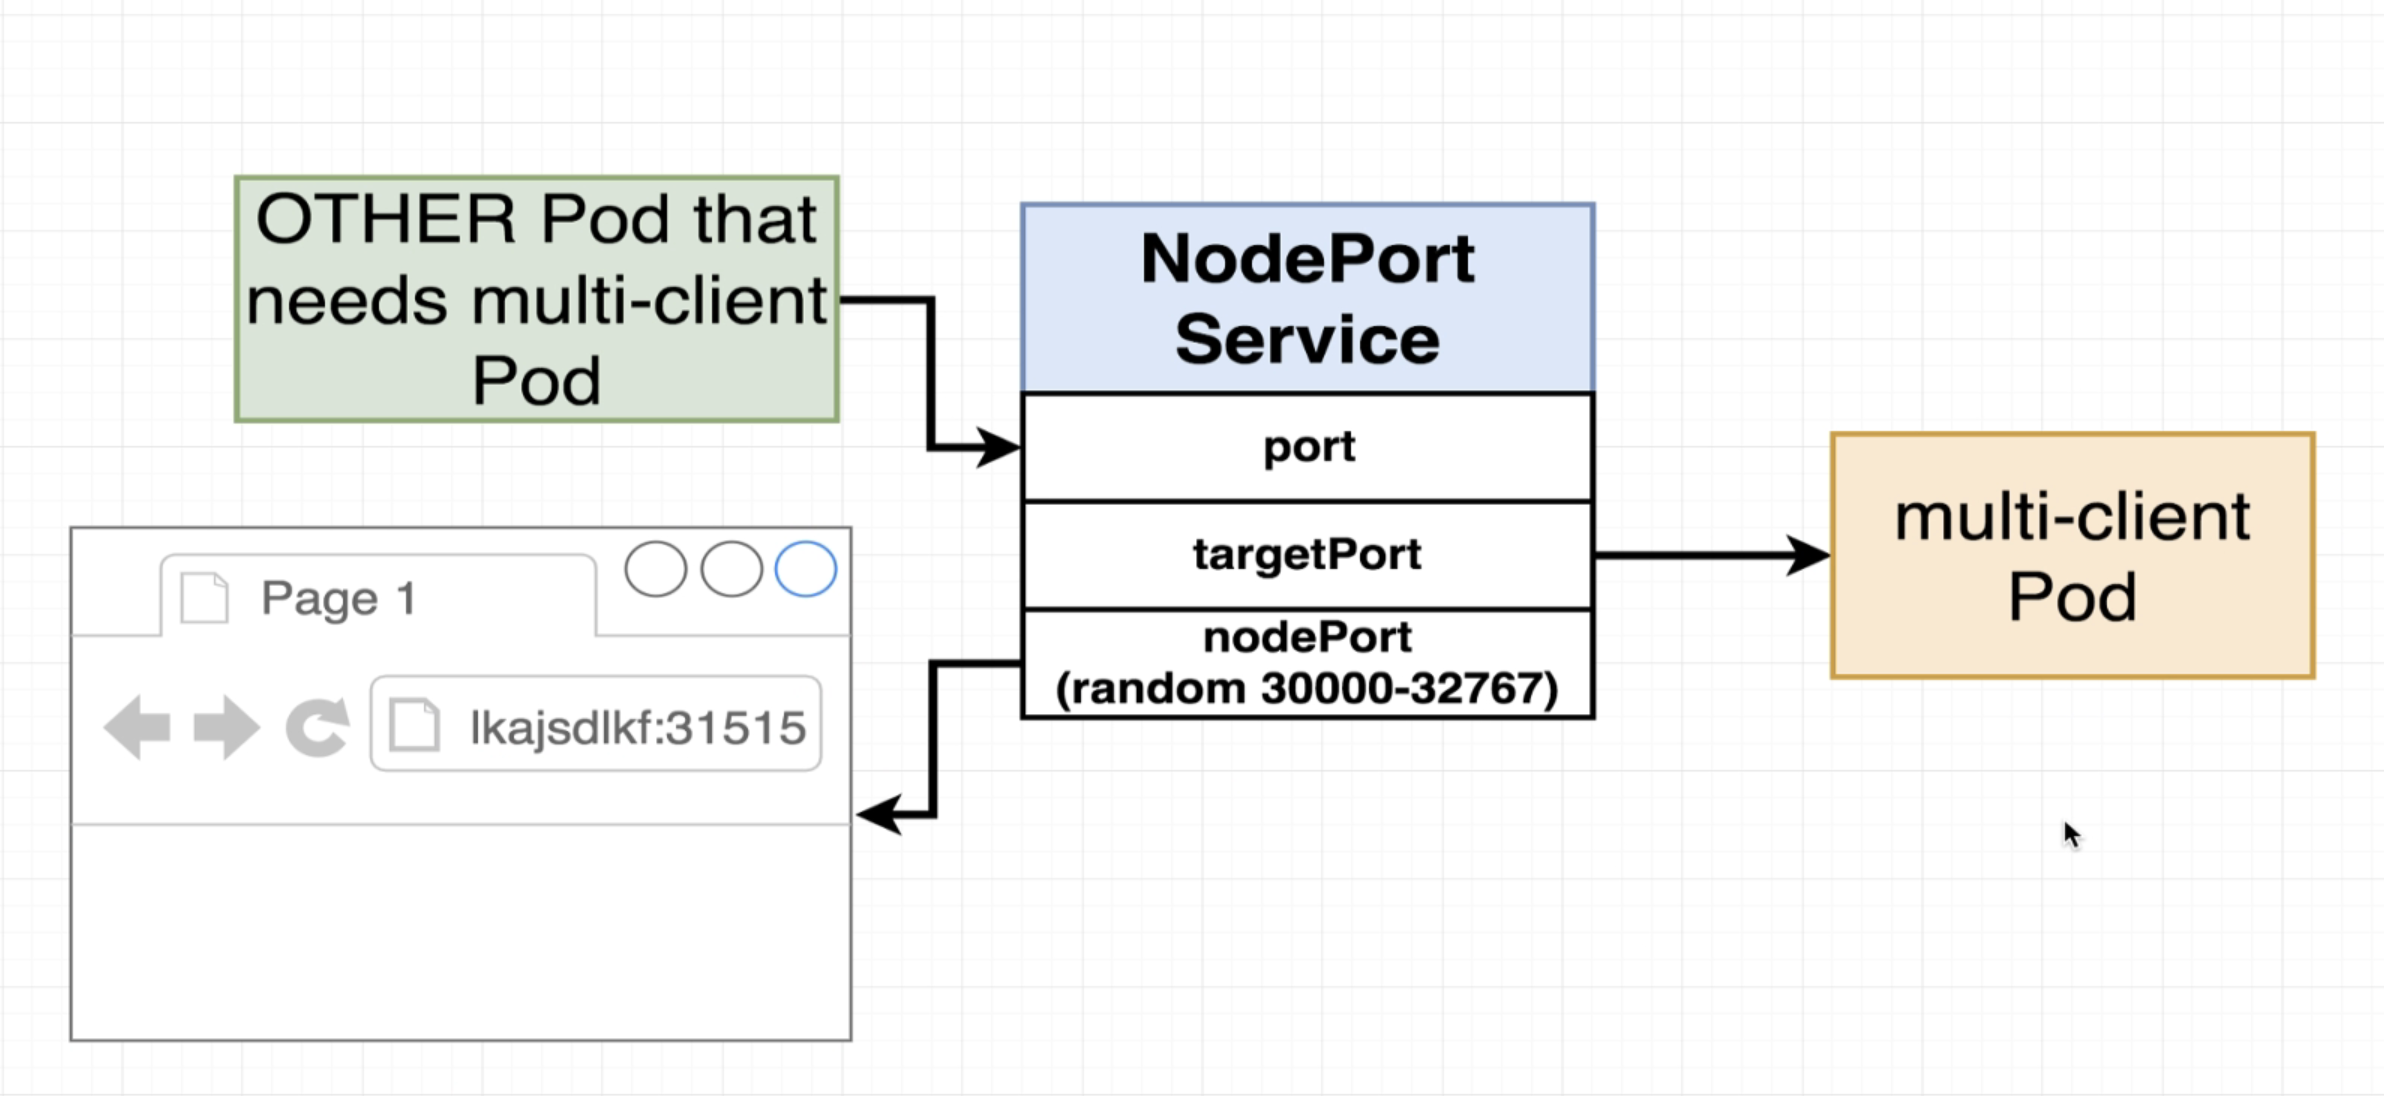 OTHER Pod that
needs multi-client
Pod
NodePort
Service
port
targetPort
nodePort
(random 30000-32767)
multi-client
Pod
Page 1
lkajsdlkf:31515